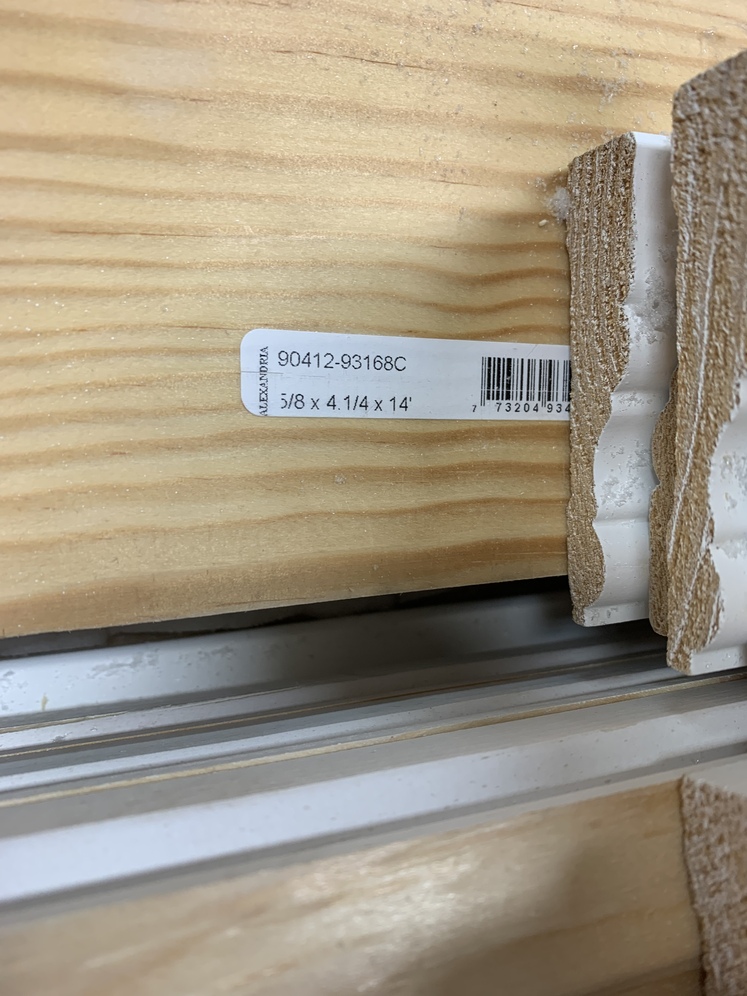 ALEXANDRIA
90412-93168C
5/8 x 4.1/4 x 14'
7 73204 934